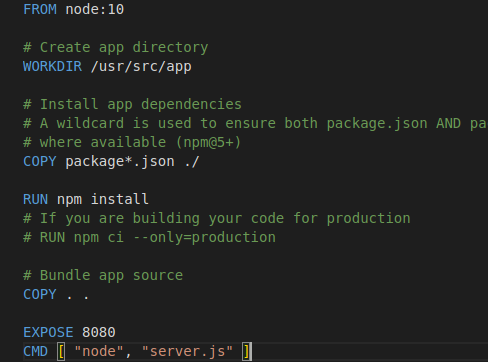 FROM node:10
# Create app directory
WORKDIR /usr/src/app
# Install app dependencies
# A wildcard is used to ensure both package.json AND pa
# where available (npm@5+)
COPY package*.json ./
RUN npm install
# If you are building your code for production
# RUN npm ci --only=production
# Bundle app source
COPY . .
EXPOSE 8080
CMD [ "node", "server.js" ]